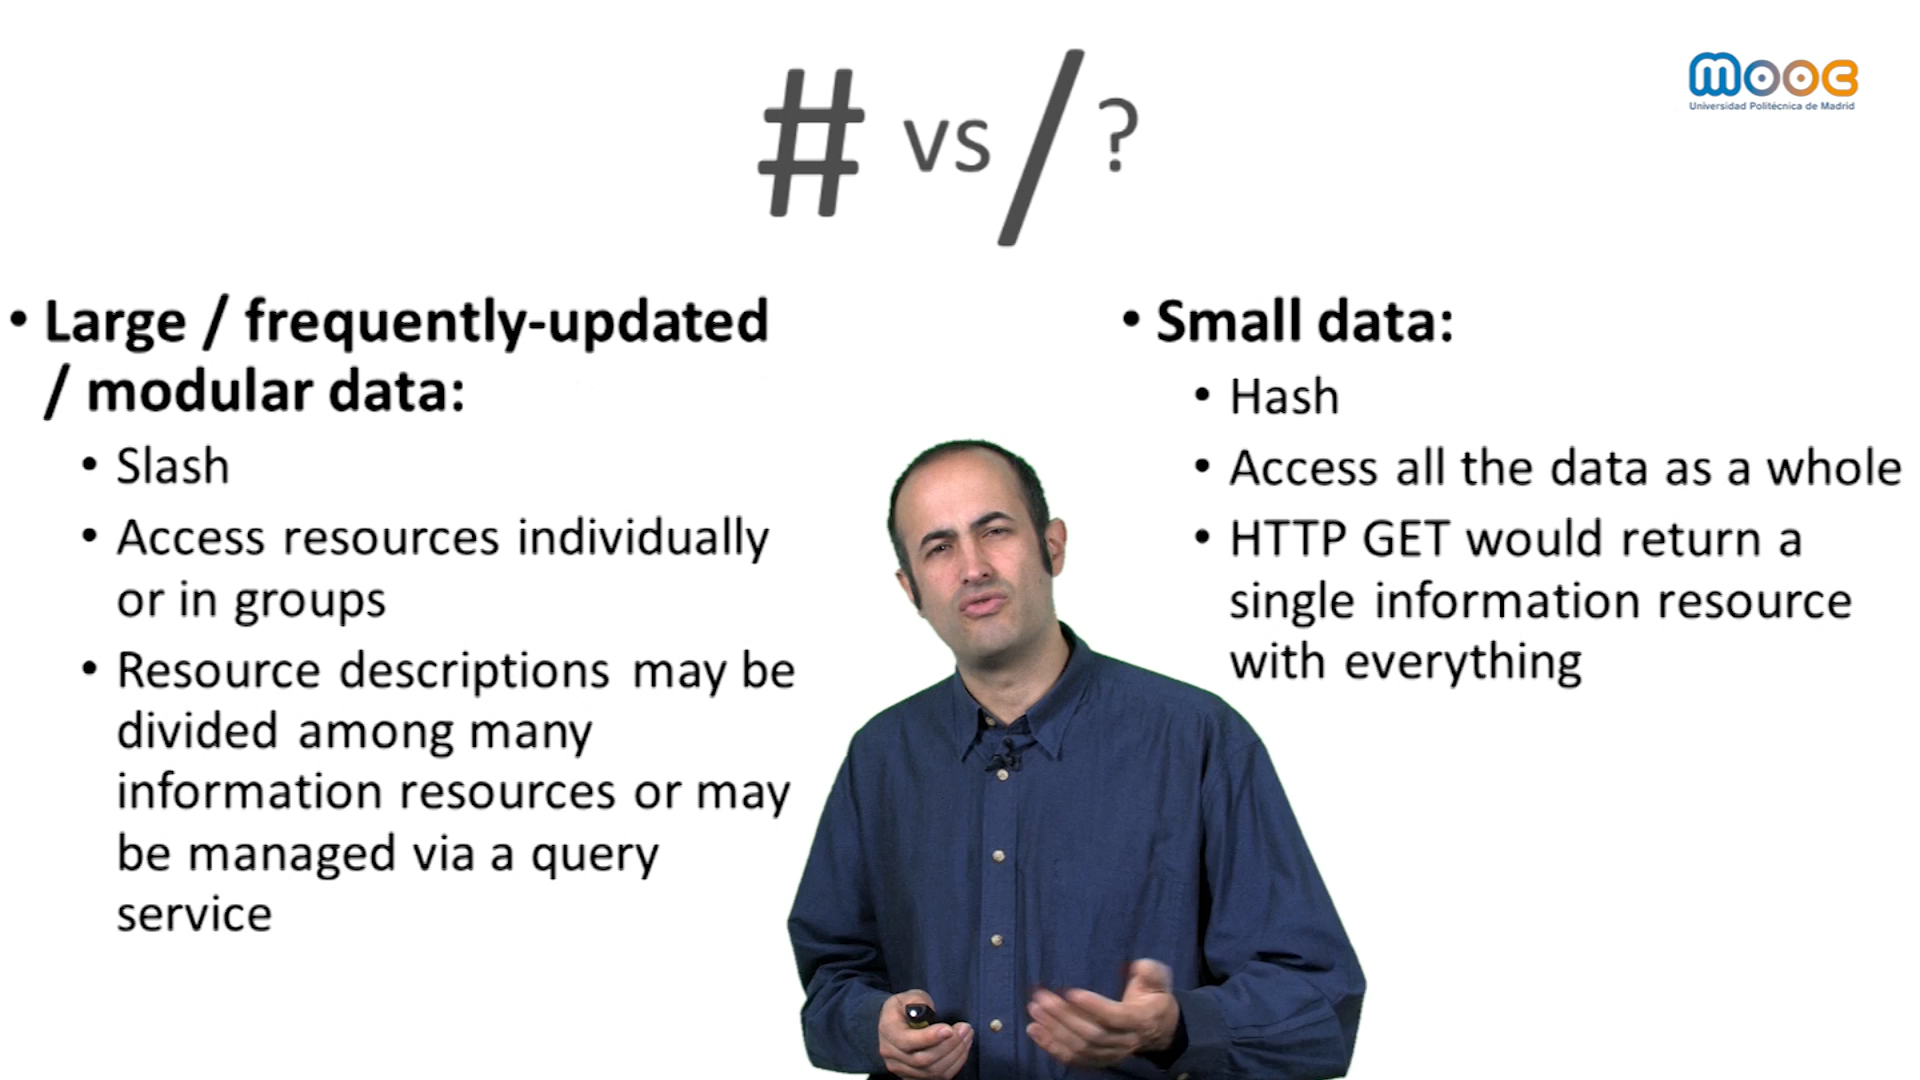 # vs / ?
mooc
Universidad Politécnica de Madrid
• Large / frequently-updated
/ modular data:
• Slash
• Access resources individually
or in groups
• Resource descriptions may be
divided among many
information resources or may
be managed via a query
service
• Small data:
• Hash
• Access all the data as a whole
• HTTP GET would return a
single information resource
with everything